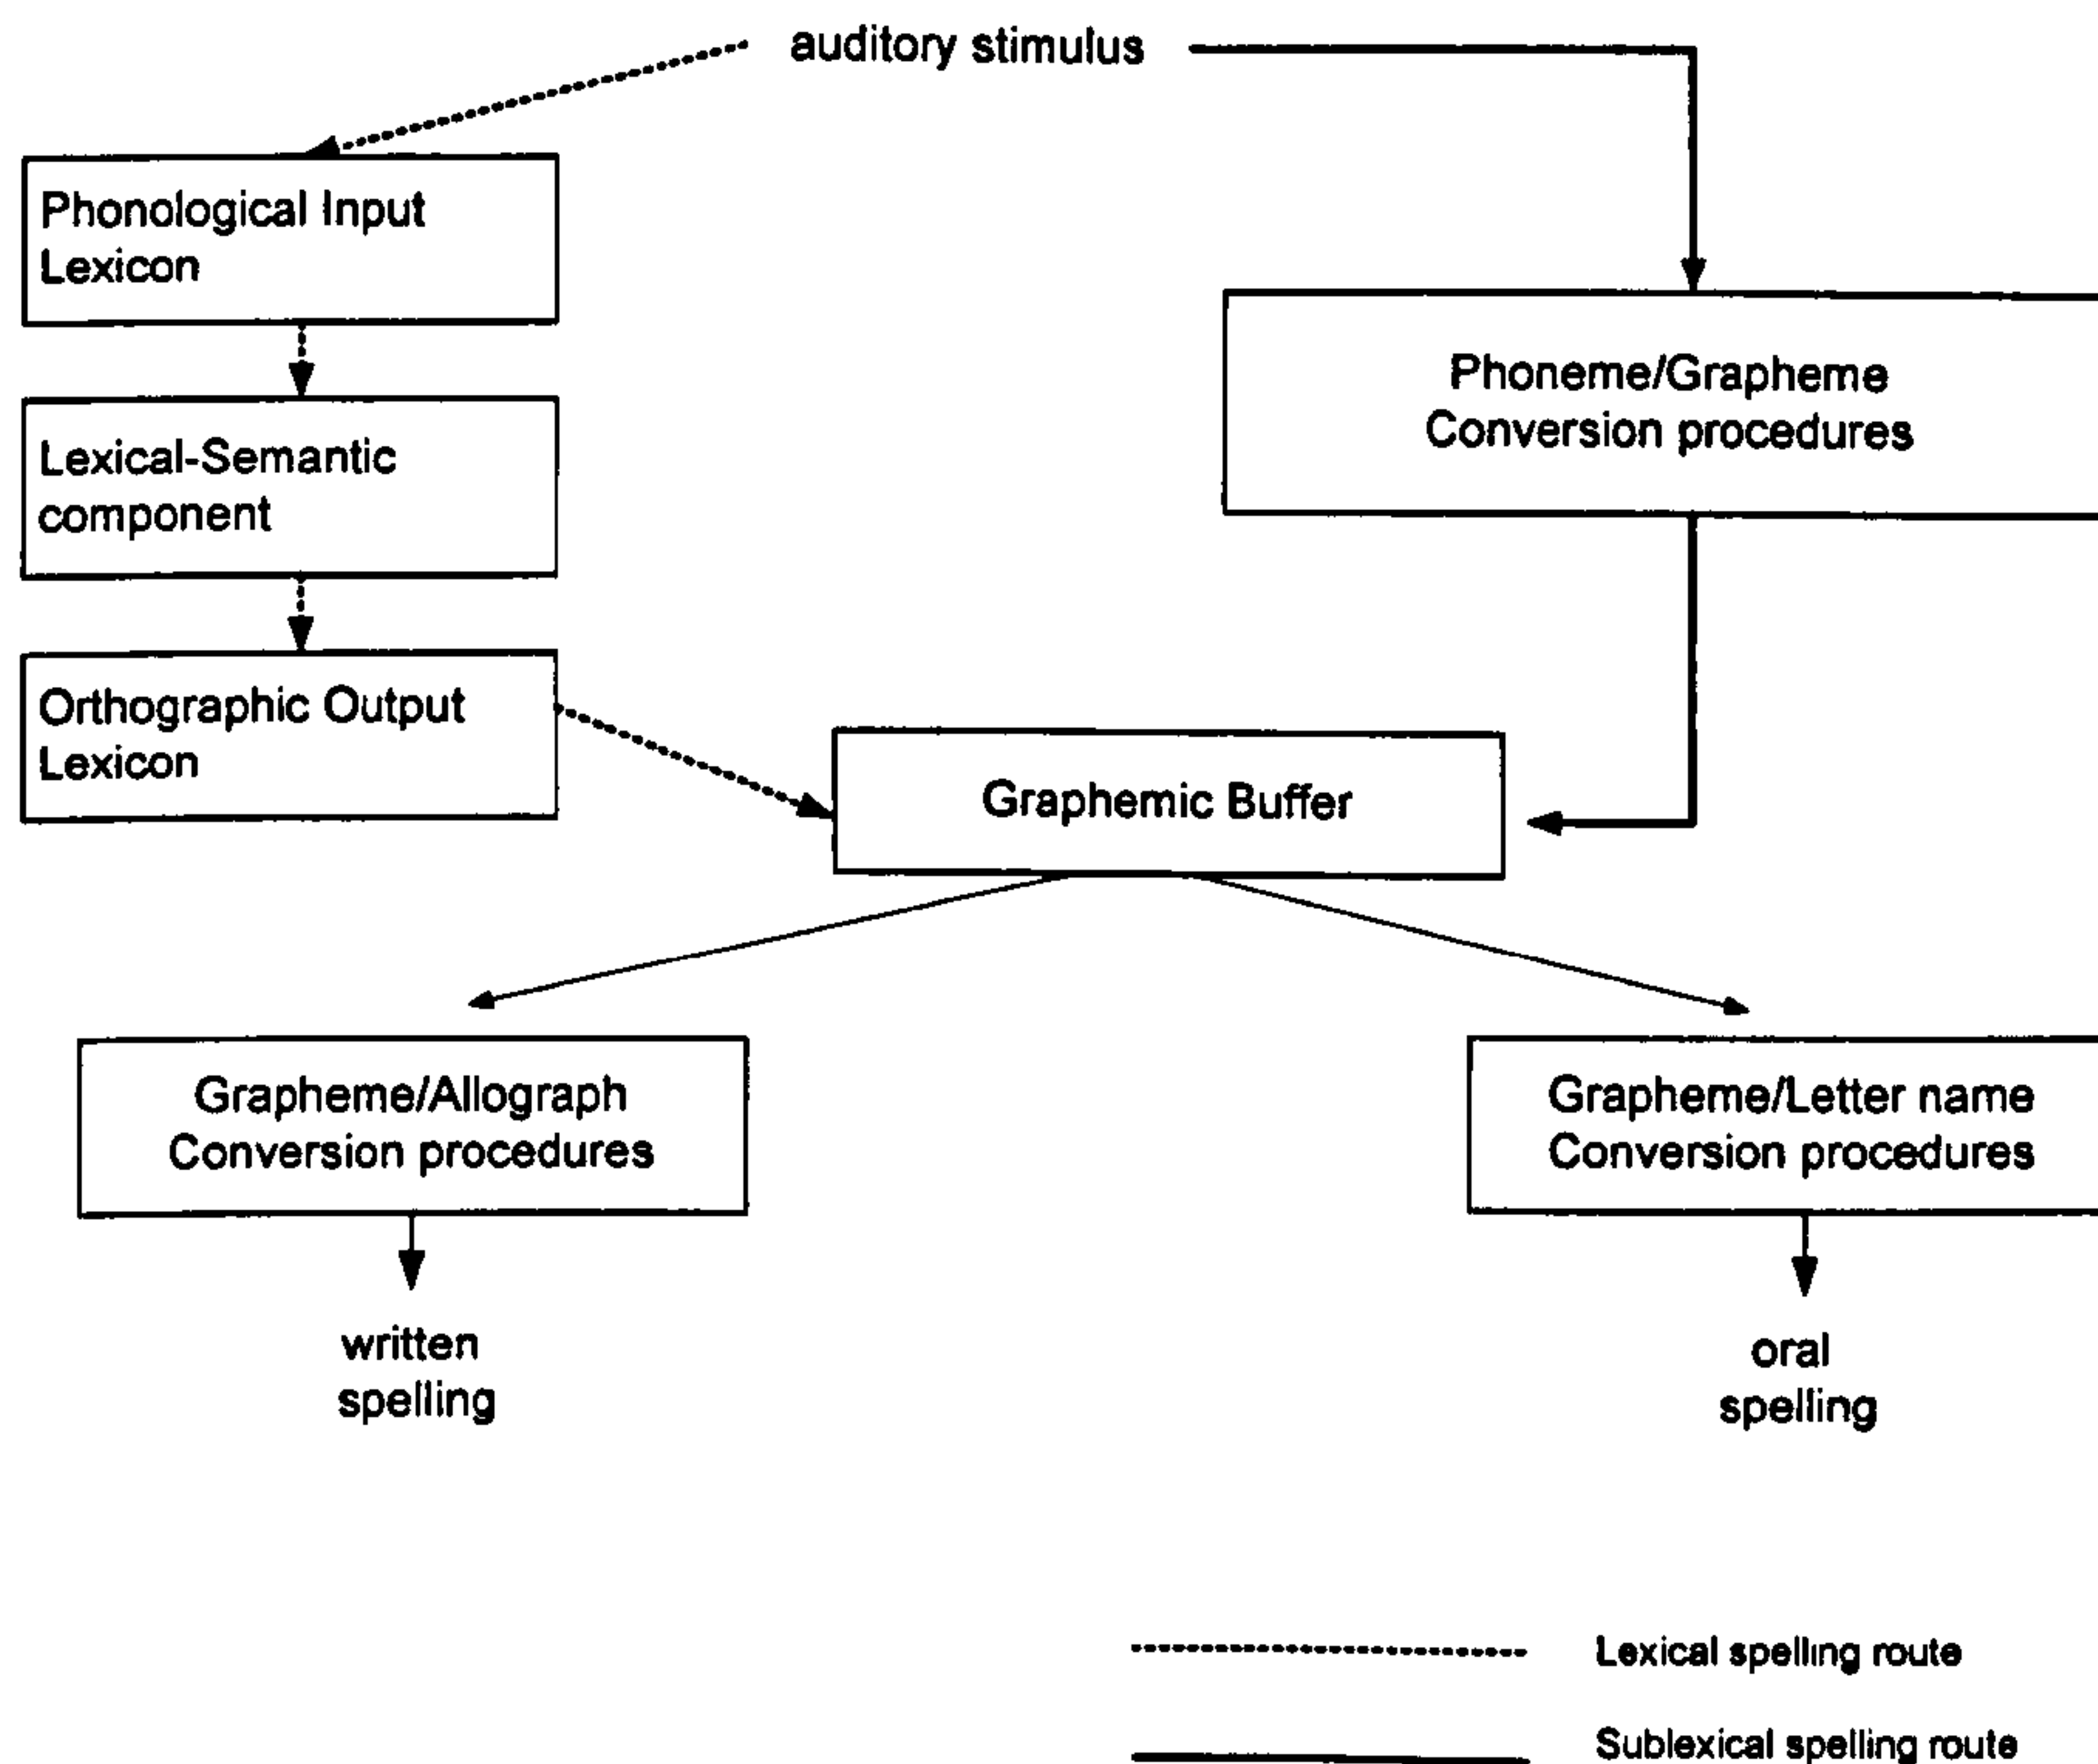 auditory stimulus
Phonological Input
Lexicon
Phoneme/Grapheme
Conversion procedures
Lexical-Semantic
component
Orthographic Output
Lexicon
Graphemic Buffer
Grapheme/Allograph
Conversion procedures
Grapheme/Letter name
Conversion procedures
written
spelling
oral
spelling
Lexical spelling route
Sublexical spelling route